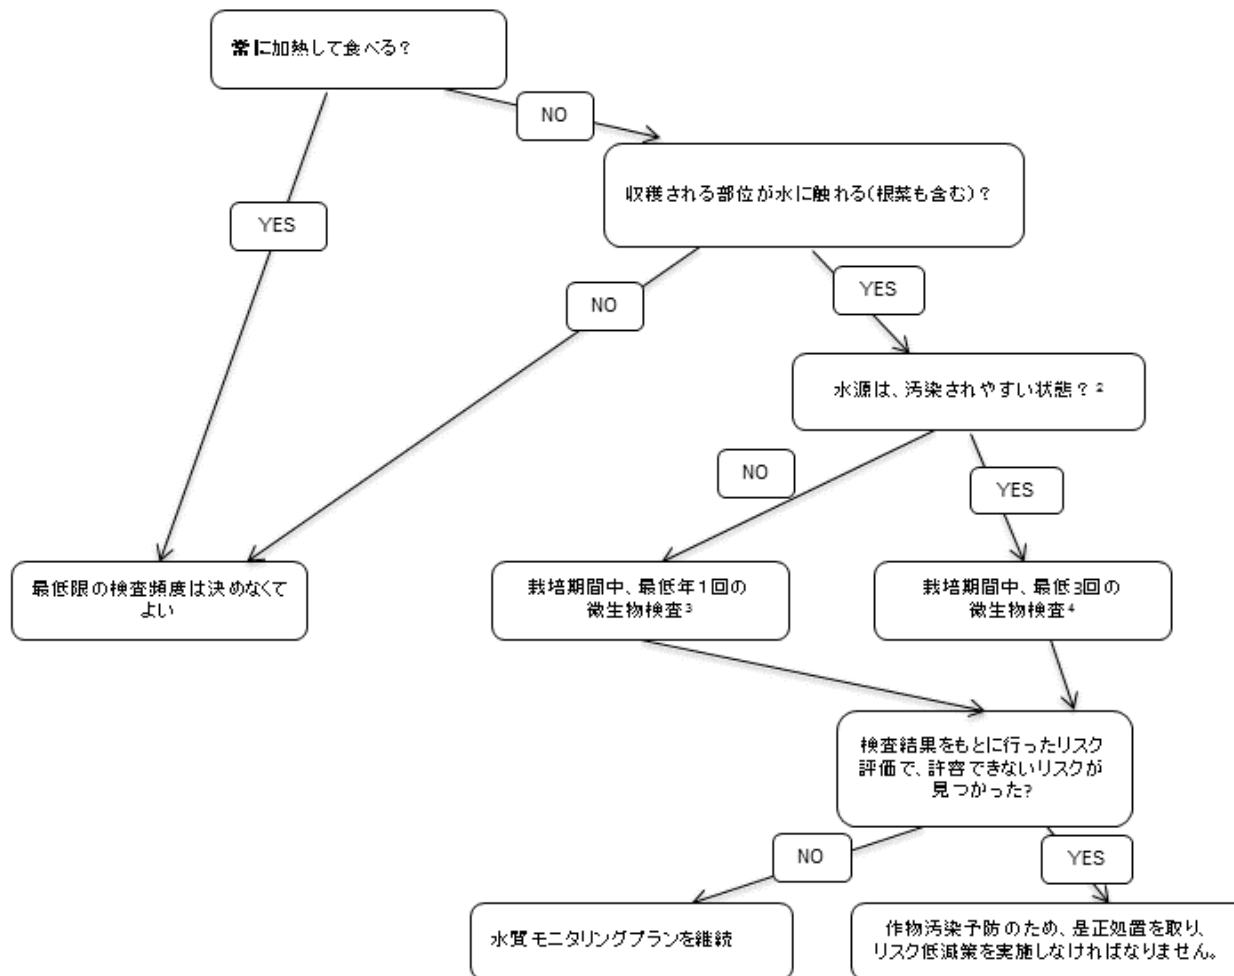 常に加熱して食べる？
NO
収穫される部位が水に触れる(根菜も含む)？
YES
NO
YES
水源は、汚染されやすい状態？²
NO
YES
最低限の検査頻度は決めなくて
よい
栽培期間中、最低年1回の
微生物検査³
栽培期間中、最低3回の
微生物検査⁴
検査結果をもとに行ったリスク
評価で、許容できないリスクが
見つかった?
NO
YES
水質モニタリングプランを継続
作物汚染予防のため、是正処置を取り、
リスク低減策を実施しなければなりません。